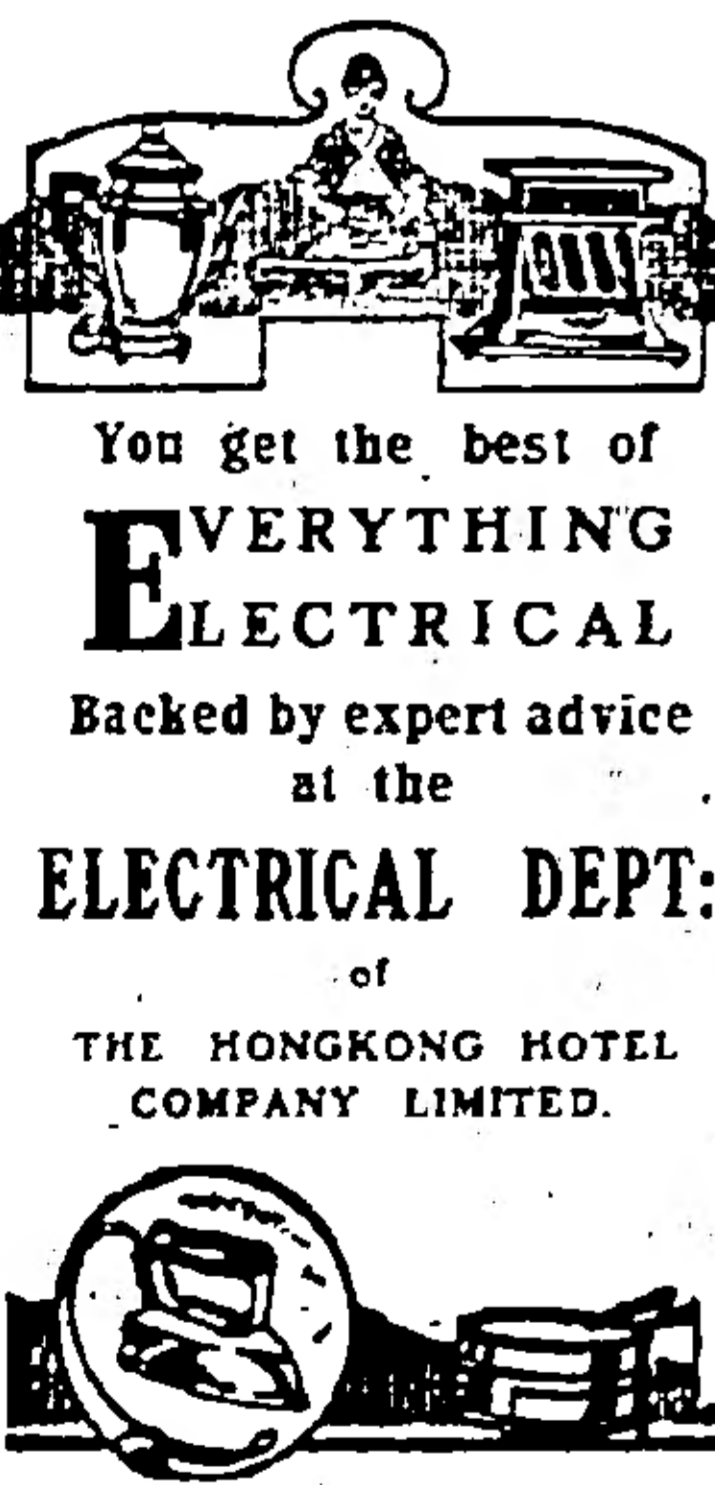 You get the best of
EVERYTHING
ELECTRICAL
Backed by expert advice
at the
ELECTRICAL DEPT:
of
THE HONGKONG HOTEL
COMPANY LIMITED.